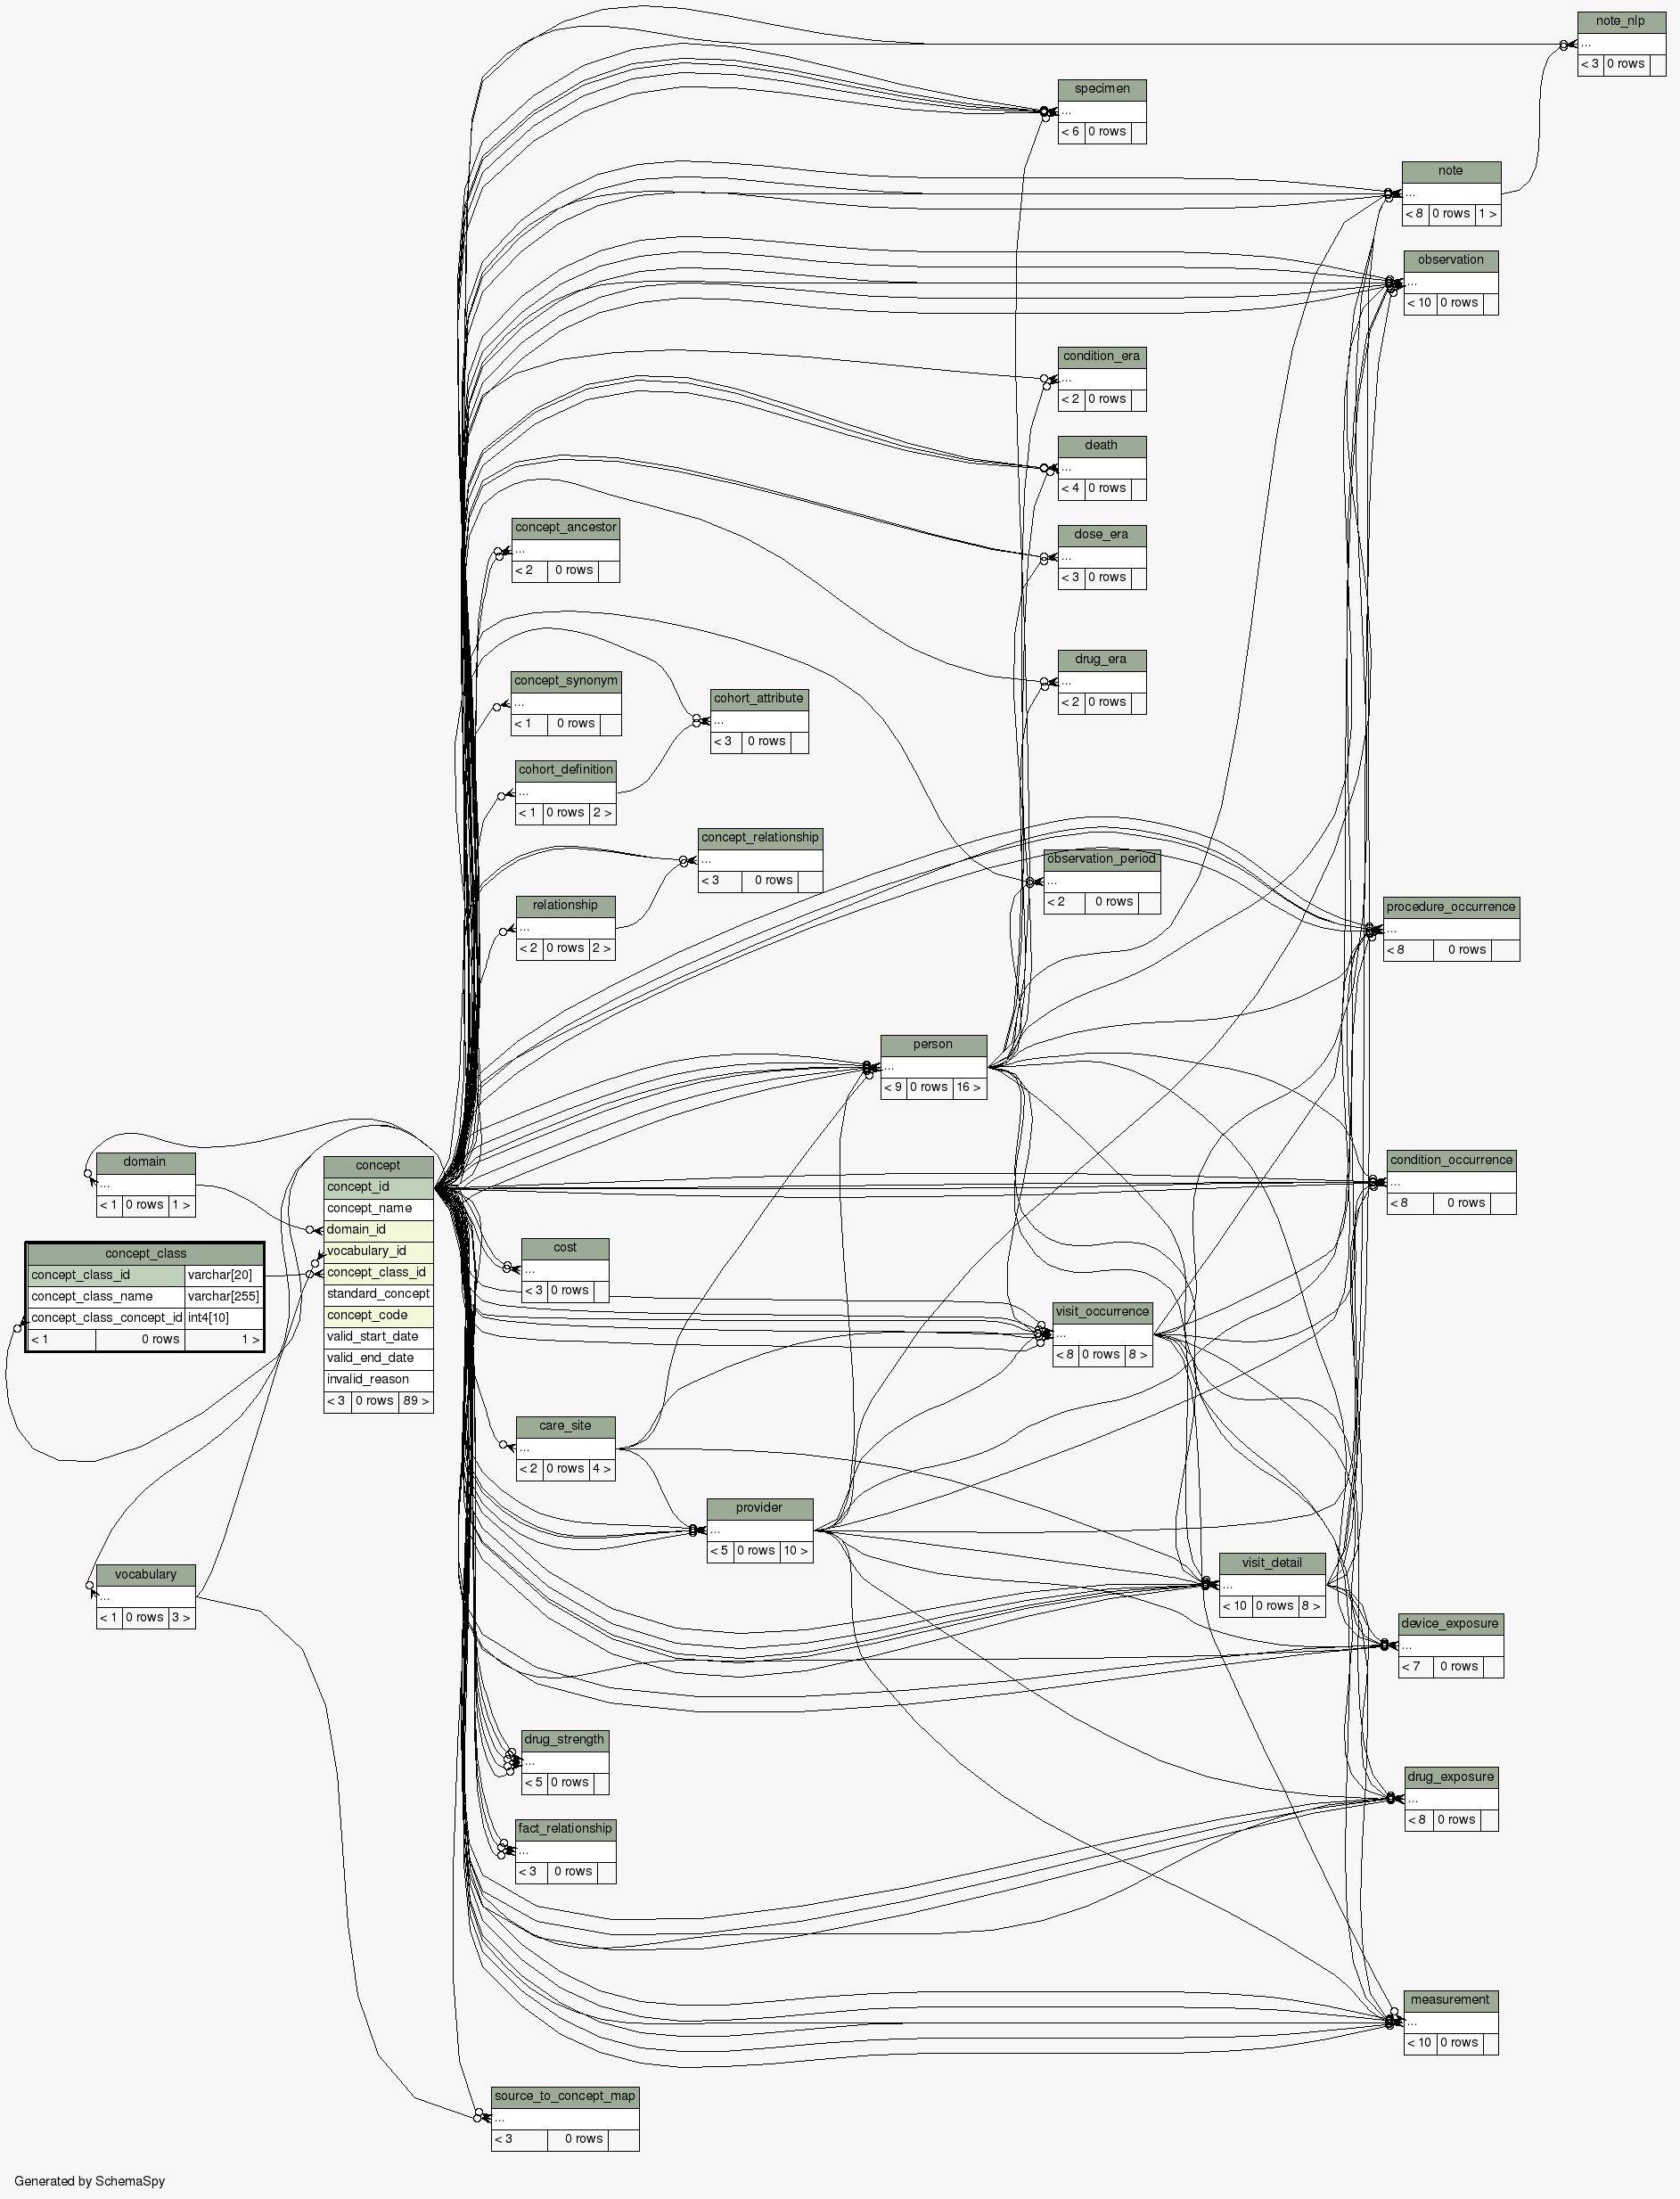 note_nlp
...
< 3 0 rows
specimen
...
< 6 0 rows
note
...
< 8 0 rows 1 >
observation
...
< 10 0 rows
condition_era
...
< 2 0 rows
death
...
< 4 0 rows
concept_ancestor
...
< 2 0 rows
dose_era
...
< 3 0 rows
drug_era
...
< 2 0 rows
concept_synonym
...
< 1 0 rows
cohort_attribute
...
< 3 0 rows
cohort_definition
...
< 1 0 rows 2 >
concept_relationship
...
< 3 0 rows
observation_period
...
< 2 0 rows
relationship
...
< 2 0 rows 2 >
procedure_occurrence
...
< 8 0 rows
person
...
< 9 0 rows 16 >
domain
...
< 1 0 rows 1 >
concept
concept_id
concept_name
domain_id
vocabulary_id
concept_class_id
standard_concept
concept_code
valid_start_date
valid_end_date
invalid_reason
< 3 0 rows 89 >
condition_occurrence
...
< 8 0 rows
concept_class
concept_class_id varchar[20]
concept_class_name varchar[255]
concept_class_concept_id int4[10]
< 1 0 rows 1 >
cost
...
< 3 0 rows
visit_occurrence
...
< 8 0 rows 8 >
care_site
...
< 2 0 rows 4 >
provider
...
< 5 0 rows 10 >
visit_detail
...
< 10 0 rows 8 >
vocabulary
...
< 1 0 rows 3 >
device_exposure
...
< 7 0 rows
drug_strength
...
< 5 0 rows
drug_exposure
...
< 8 0 rows
fact_relationship
...
< 3 0 rows
measurement
...
< 10 0 rows
source_to_concept_map
...
< 3 0 rows
Generated by SchemaSpy